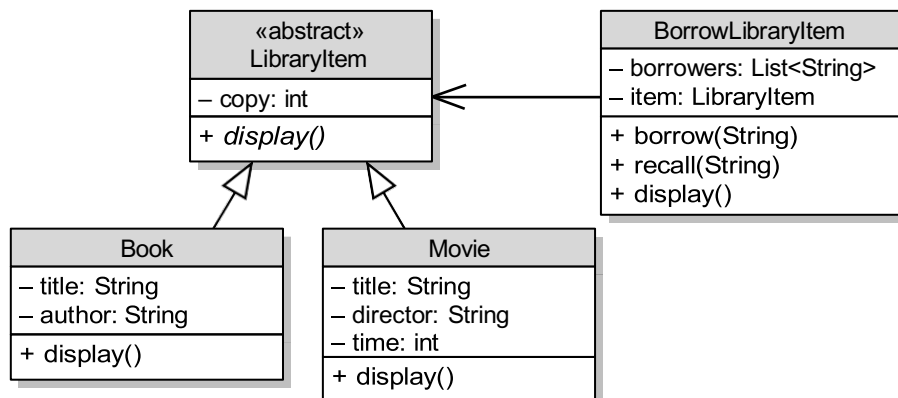 «abstract»
LibraryItem
– copy: int
+ display()
BorrowLibraryItem
– borrowers: List<String>
– item: LibraryItem
+ borrow(String)
+ recall(String)
+ display()
Book
– title: String
– author: String
+ display()
Movie
– title: String
– director: String
– time: int
+ display()